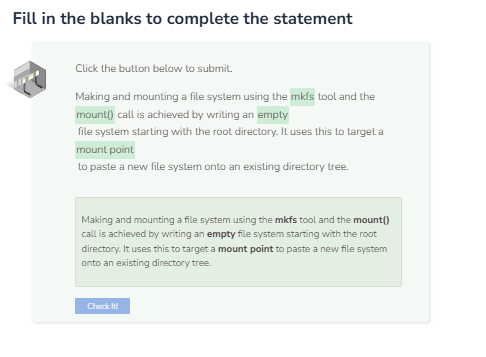 Fill in the blanks to complete the statement
Click the button below to submit.
Making and mounting a file system using the mkfs tool and the
mount() call is achieved by writing an empty
file system starting with the root directory. It uses this to target a
mount point
to paste a new file system onto an existing directory tree.
Making and mounting a file system using the mkfs tool and the mount()
call is achieved by writing an empty file system starting with the root
directory. It uses this to target a mount point to paste a new file system
onto an existing directory tree.
Check It!